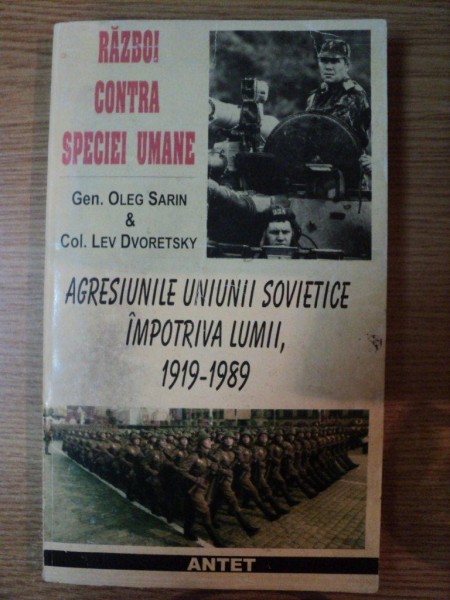 RĂZBOI
CONTRA
SPECIEI UMANE
Gen. OLEG SARIN
&
Col. LEV DVORETSKY
AGRESIUNILE UNIUNII SOVIETICE
ÎMPOTRIVA LUMII,
1919-1989
ANTET